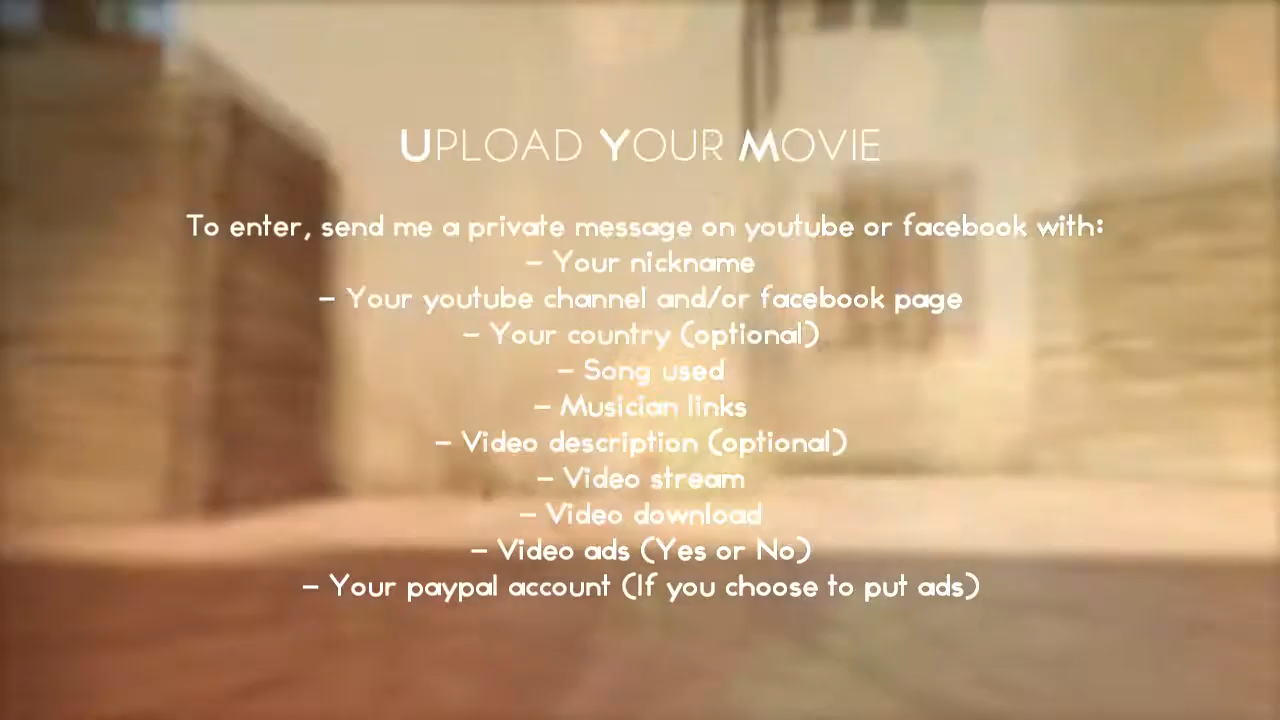 UPLOAD YOUR MOVIE
To enter, send me a private message on youtube or facebook with:
- Your nickname
- Your youtube channel and/or facebook page
- Your country (optional)
- Song used
- Musician links
- Video description (optional)
- Video stream
- Video download
- Video ads (Yes or No)
- Your paypal account (If you choose to put ads)